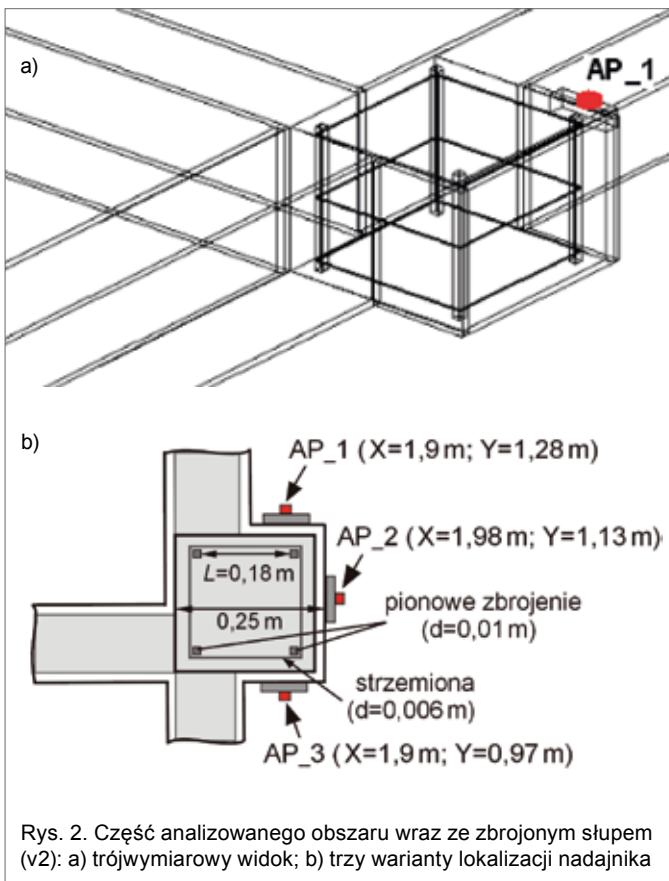 a)
AP_1
b)
AP_1 (X=1,9 m; Y=1,28 m)
AP_2 (X=1,98 m; Y=1,13 m)
L=0,18 m
0,25 m
pionowe zbrojenie
(d=0,01 m)
strzemiona
(d=0,006 m)
AP_3 (X=1,9 m; Y=0,97 m)
Rys. 2. Część analizowanego obszaru wraz ze zbrojonym słupem
(v2): a) trójwymiarowy widok; b) trzy warianty lokalizacji nadajnika